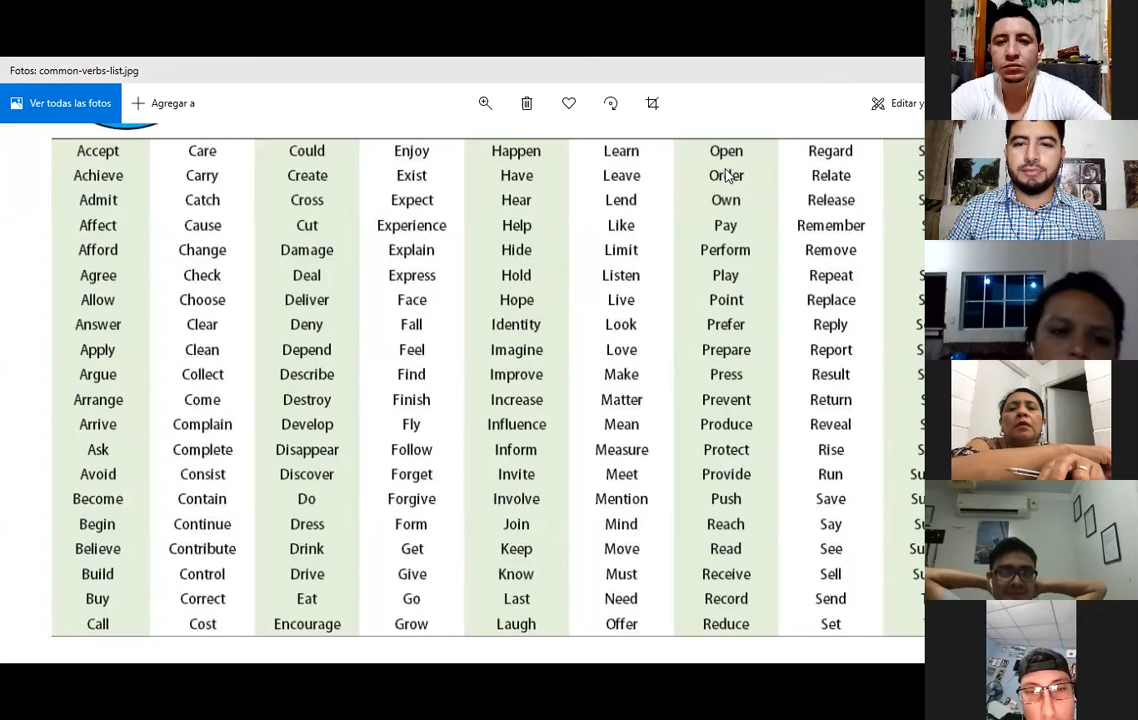 Fotos: common-verbs-list.jpg
Ver todas las fotos Agregar a Editar y
Accept Care Could Enjoy Happen Learn Open Regard
Achieve Carry Create Exist Have Leave Order Relate
Admit Catch Cross Expect Hear Lend Own Release
Affect Cause Cut Experience Help Like Pay Remember
Afford Change Damage Explain Hide Limit Perform Remove
Agree Check Deal Express Hold Listen Play Repeat
Allow Choose Deliver Face Hope Live Point Replace
Answer Clear Deny Fall Identity Look Prefer Reply
Apply Clean Depend Feel Imagine Love Prepare Report
Argue Collect Describe Find Improve Make Press Result
Arrange Come Destroy Finish Increase Matter Prevent Return
Arrive Complain Develop Fly Influence Mean Produce Reveal
Ask Complete Disappear Follow Inform Measure Protect Rise
Avoid Consist Discover Forget Invite Meet Provide Run
Become Contain Do Forgive Involve Mention Push Save
Begin Continue Dress Form Join Mind Reach Say
Believe Contribute Drink Get Keep Move Read See
Build Control Drive Give Know Must Receive Sell
Buy Correct Eat Go Last Need Record Send
Call Cost Encourage Grow Laugh Offer Reduce Set